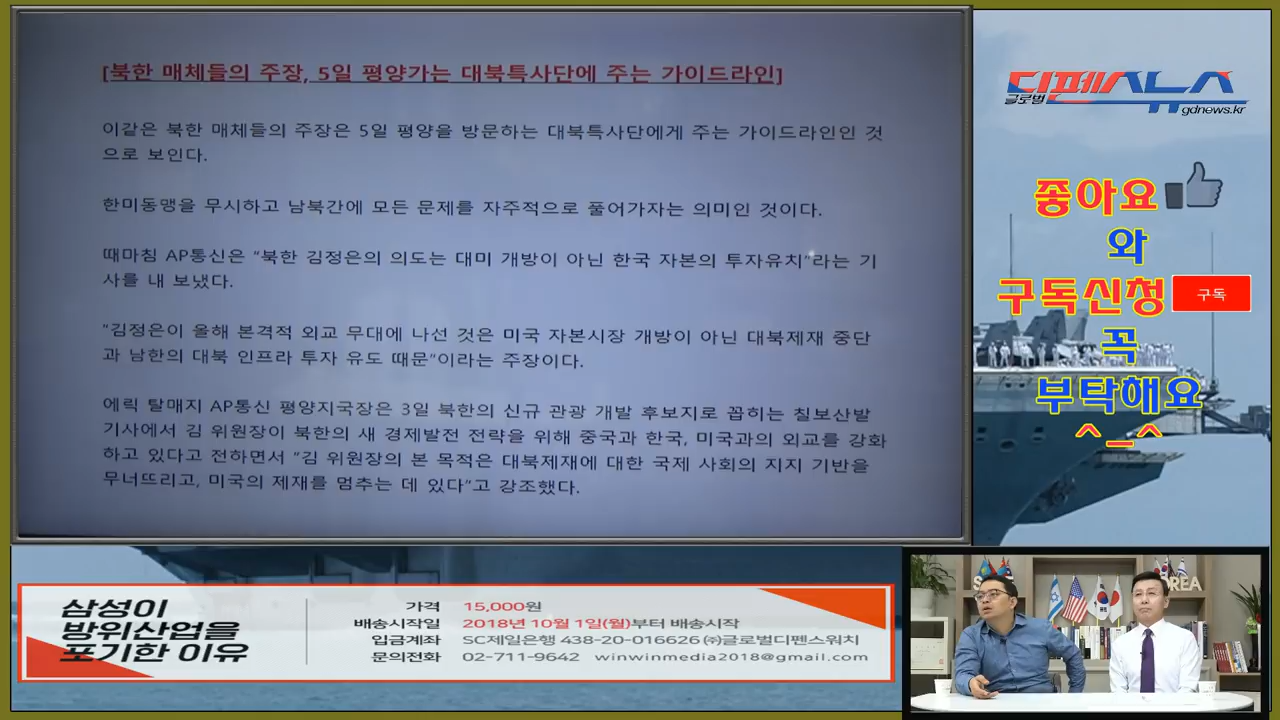 [북한 매체들의 주장, 5일 평양가는 대북특사단에 주는 가이드라인]
이같은 북한 매체들의 주장은 5일 평양을 방문하는 대북특사단에게 주는 가이드라인인 것
으로 보인다.
한미동맹을 무시하고 남북간에 모든 문제를 자주적으로 풀어가자는 의미인 것이다.
때마침 AP통신은 "북한 김정은의 의도는 대미 개방이 아닌 한국 자본의 투자유치"라는 기
사를 내 보냈다.
"김정은이 올해 본격적 외교 무대에 나선 것은 미국 자본시장 개방이 아닌 대북제재 중단
과 남한의 대북 인프라 투자 유도 때문"이라는 주장이다.
에릭 탈매지 AP통신 평양지국장은 3일 북한의 신규 관광 개발 후보지로 꼽히는 칠보산발
기사에서 김 위원장이 북한의 새 경제발전 전략을 위해 중국과 한국, 미국과의 외교를 강화
하고 있다고 전하면서 "김 위원장의 본 목적은 대북제재에 대한 국제 사회의 지지 기반을
무너뜨리고, 미국의 제재를 멈추는 데 있다"고 강조했다.
글로벌 디펜스뉴스
gdnews.kr
좋아요
와
구독신청 구독
꼭
부탁해요
^_^
삼성이
방위산업을
포기한 이유
가격 15,000원
배송시작일 2018년 10월 1일(월)부터 배송시작
입금계좌 SC제일은행 438-20-016626 ㈜글로벌디펜스워치
문의전화 02-711-9642 winwinmedia2018@gmail.com